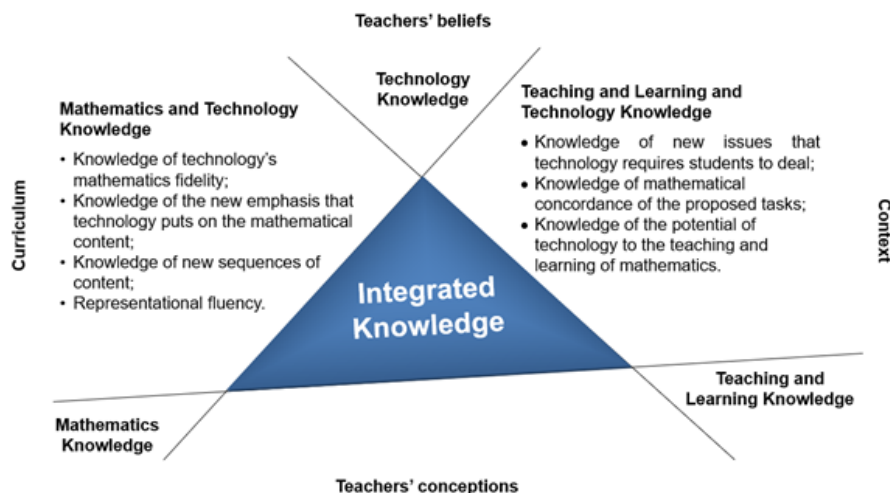 Teachers' beliefs
Technology
Knowledge
Mathematics and Technology
Knowledge
• Knowledge of technology's
mathematics fidelity;
• Knowledge of the new emphasis that
technology puts on the mathematical
content;
• Knowledge of new sequences of
content;
• Representational fluency.
Teaching and Learning and
Technology Knowledge
• Knowledge of new issues that
technology requires students to deal;
• Knowledge of mathematical
concordance of the proposed tasks;
• Knowledge of the potential of
technology to the teaching and
learning of mathematics.
Curriculum
Context
Integrated
Knowledge
Mathematics
Knowledge
Teaching and
Learning Knowledge
Teachers' conceptions